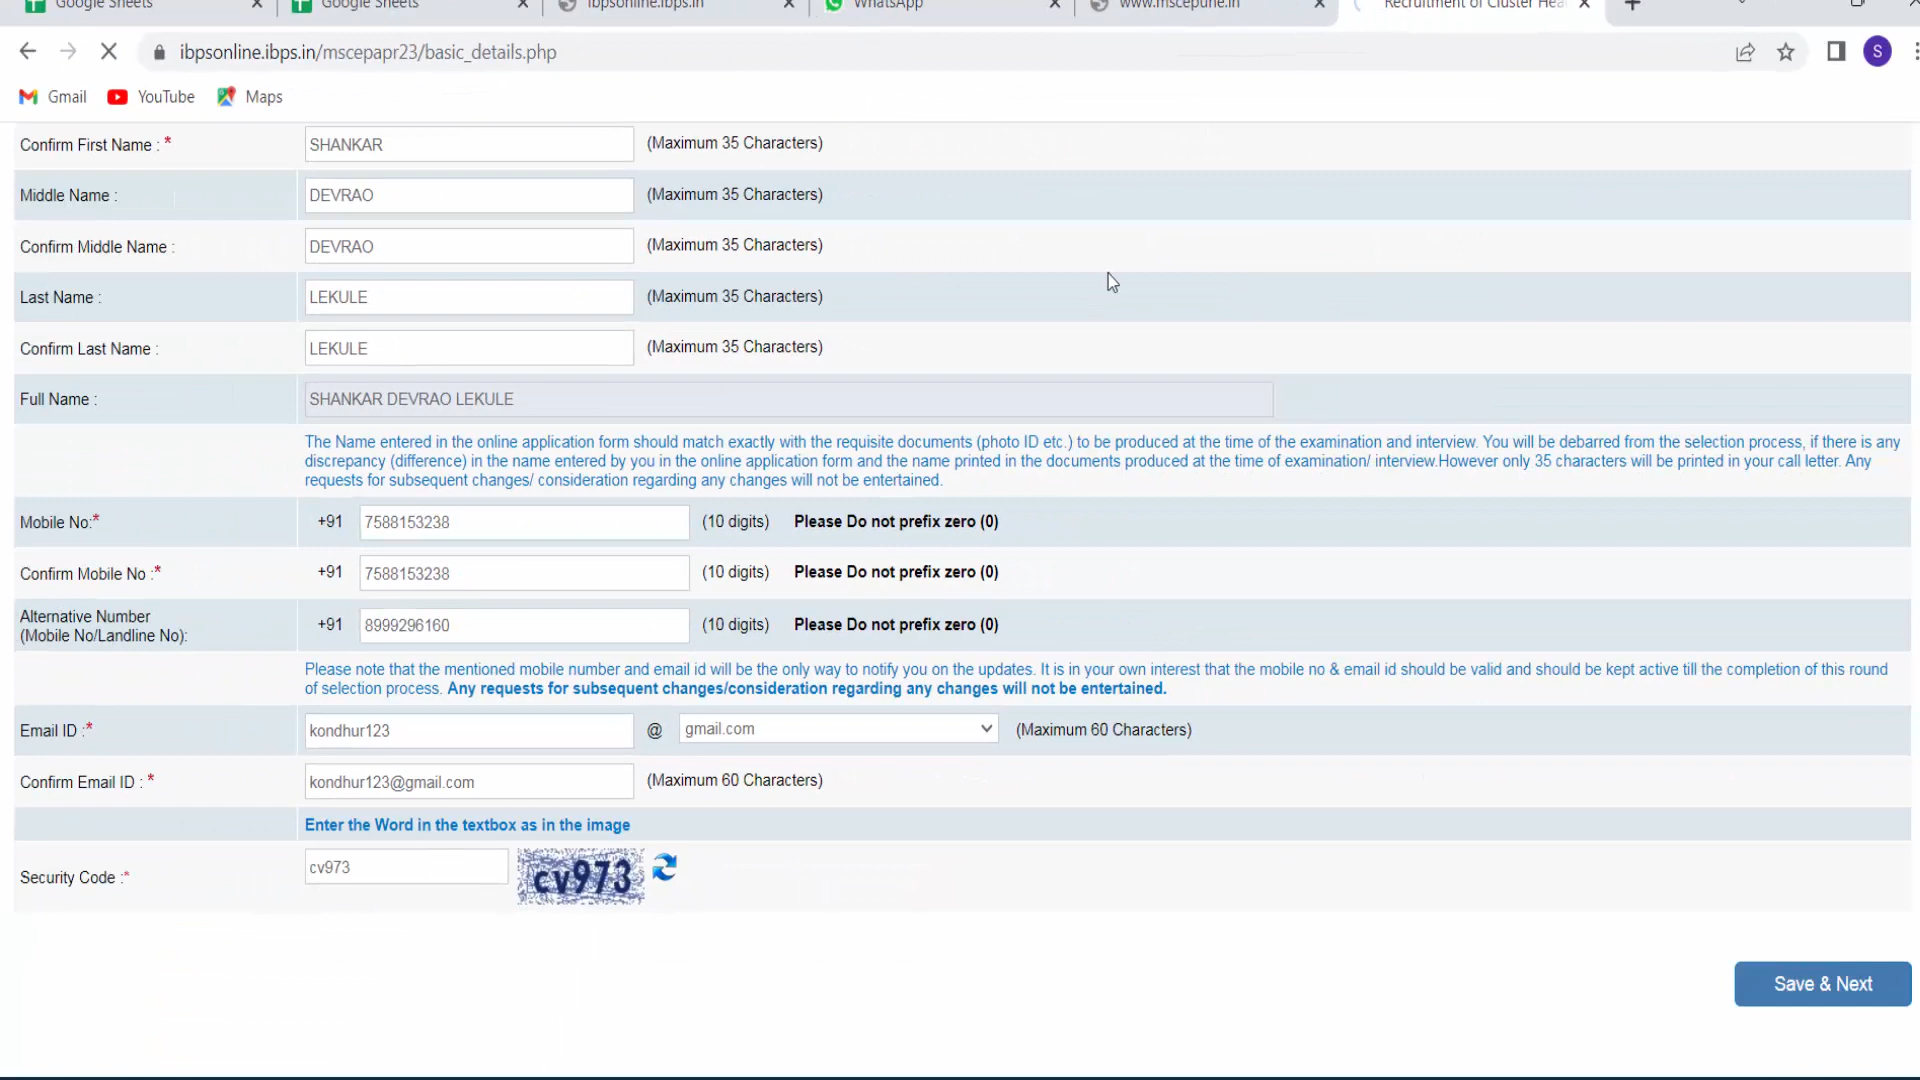 Google Sheets
Google Sheets
ibpsonline.ibps.in
WhatsApp
www.mscepune.in
Recruitment of Cluster Hea
ibpsonline.ibps.in/mscepapr23/basic_details.php
S
Gmail
YouTube
Maps
Confirm First Name : * SHANKAR (Maximum 35 Characters)
Middle Name : DEVRAO (Maximum 35 Characters)
Confirm Middle Name : DEVRAO (Maximum 35 Characters)
Last Name : LEKULE (Maximum 35 Characters)
Confirm Last Name : LEKULE (Maximum 35 Characters)
Full Name : SHANKAR DEVRAO LEKULE
The Name entered in the online application form should match exactly with the requisite documents (photo ID etc.) to be produced at the time of the examination and interview. You will be debarred from the selection process, if there is any
discrepancy (difference) in the name entered by you in the online application form and the name printed in the documents produced at the time of examination/ interview.However only 35 characters will be printed in your call letter. Any
requests for subsequent changes/ consideration regarding any changes will not be entertained.
Mobile No:* +91 7588153238 (10 digits) Please Do not prefix zero (0)
Confirm Mobile No :* +91 7588153238 (10 digits) Please Do not prefix zero (0)
Alternative Number
(Mobile No/Landline No): +91 8999296160 (10 digits) Please Do not prefix zero (0)
Please note that the mentioned mobile number and email id will be the only way to notify you on the updates. It is in your own interest that the mobile no & email id should be valid and should be kept active till the completion of this round
of selection process. Any requests for subsequent changes/consideration regarding any changes will not be entertained.
Email ID :* kondhur123 @ gmail.com (Maximum 60 Characters)
Confirm Email ID : * kondhur123@gmail.com (Maximum 60 Characters)
Enter the Word in the textbox as in the image
Security Code :* cv973 cv973
Save & Next